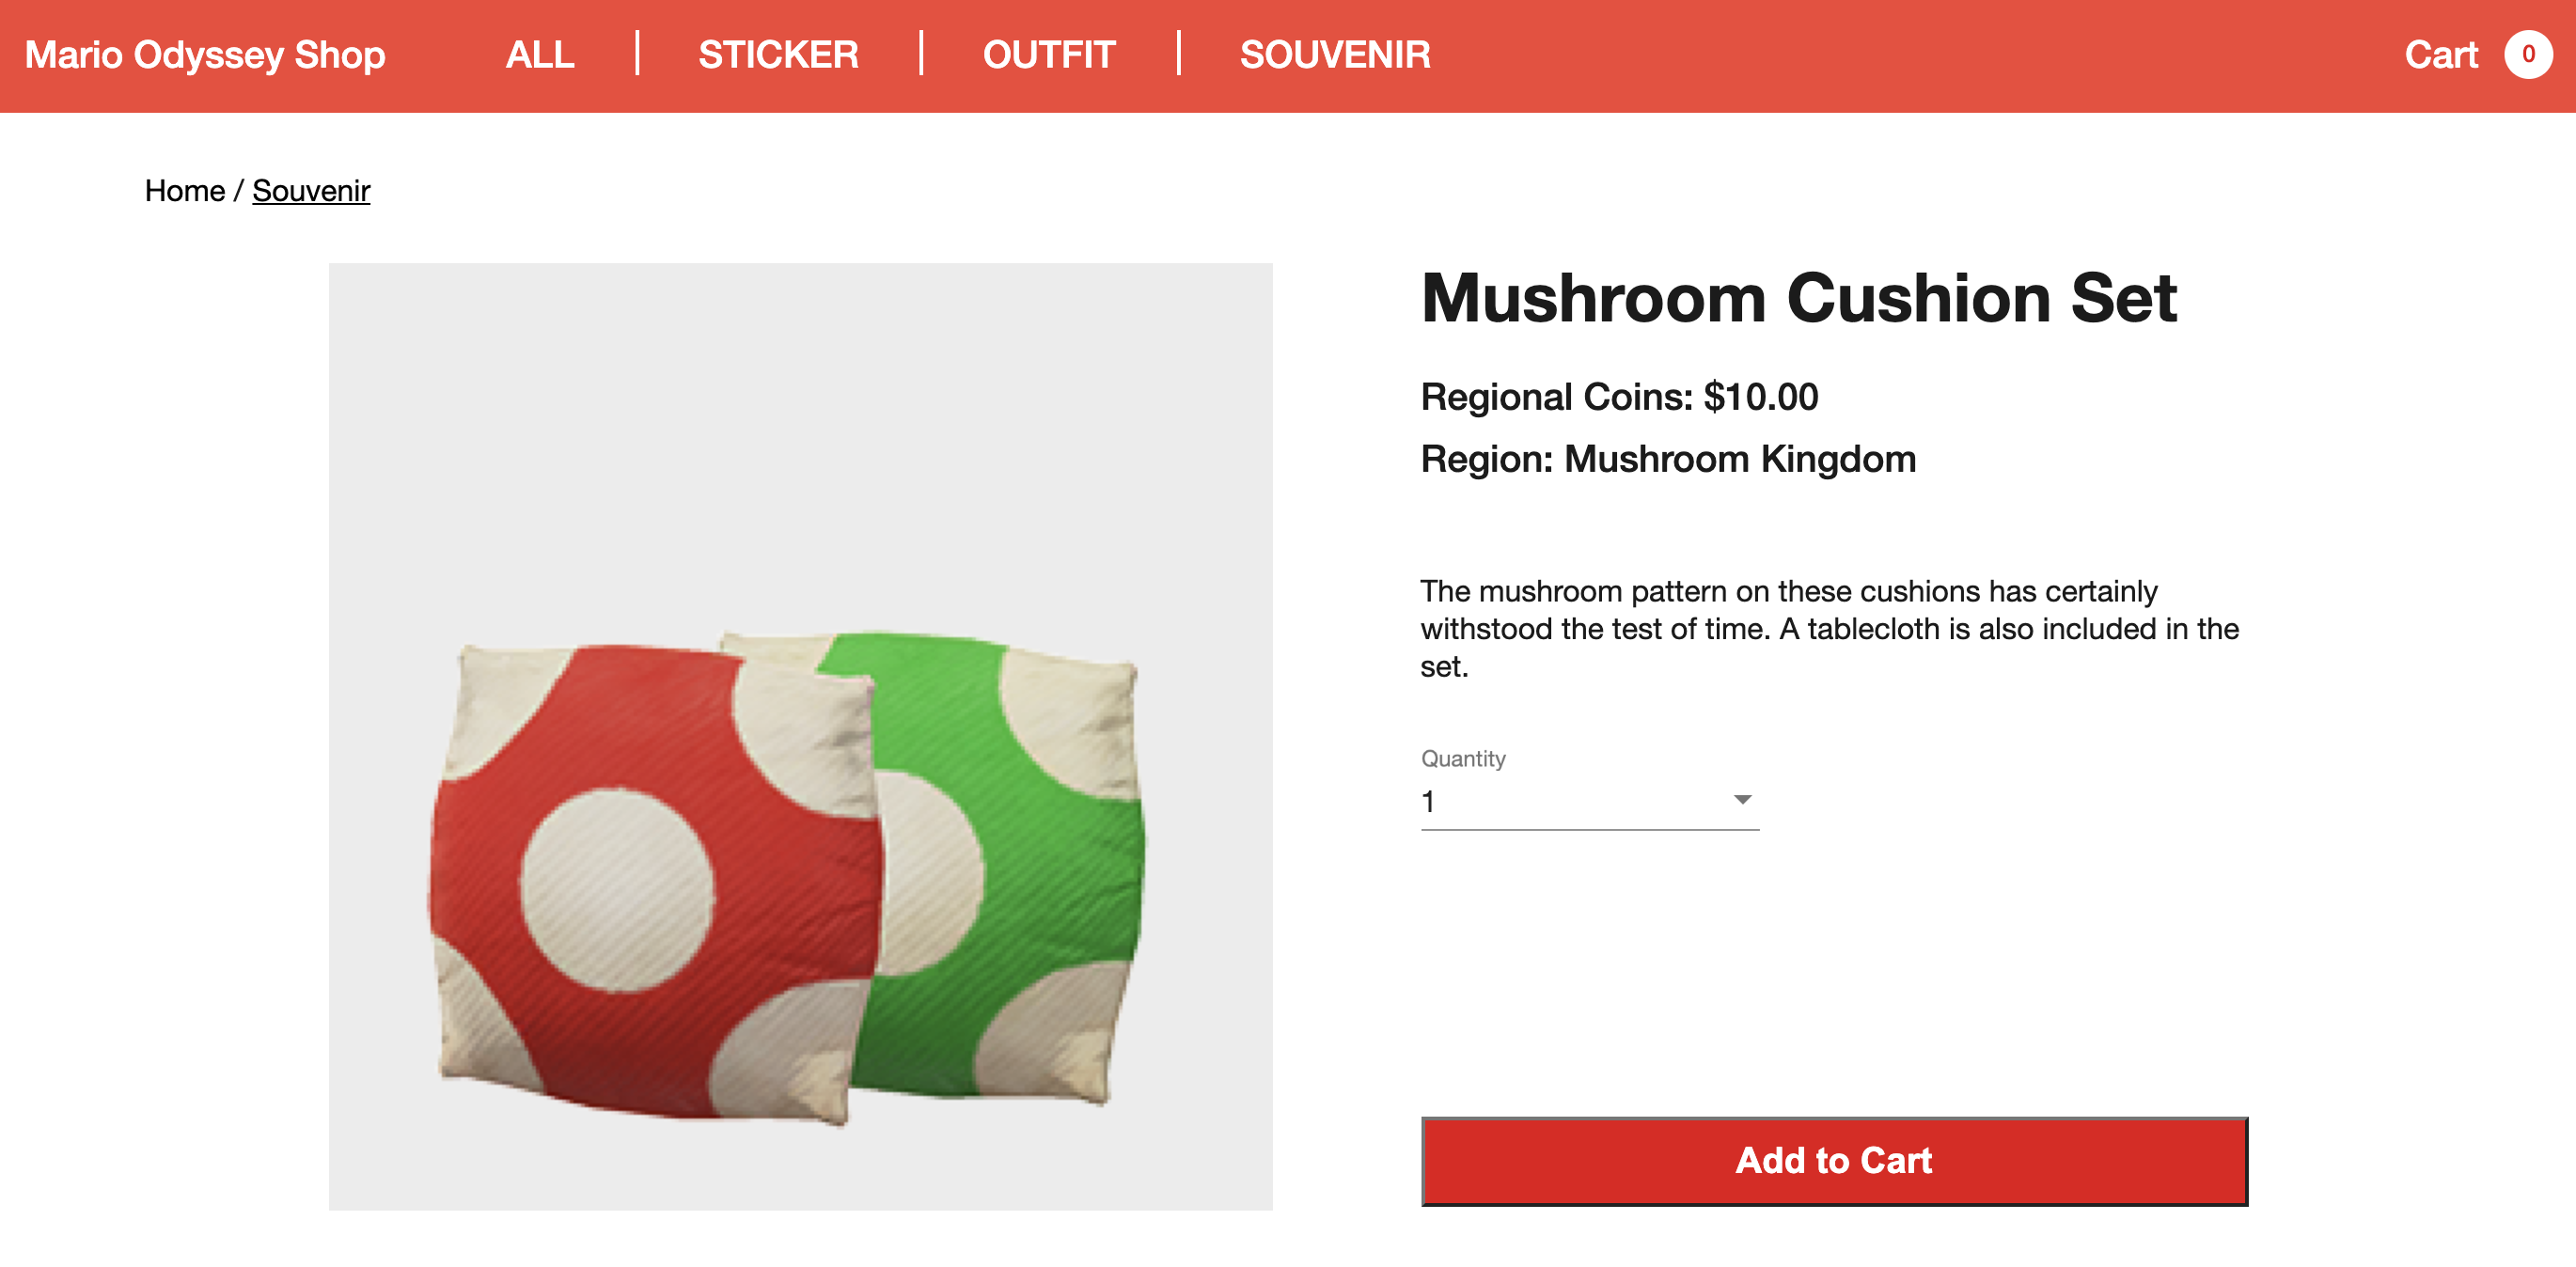 Mario Odyssey Shop ALL | STICKER | OUTFIT | SOUVENIR Cart 0
Home / Souvenir
Mushroom Cushion Set
Regional Coins: $10.00
Region: Mushroom Kingdom
The mushroom pattern on these cushions has certainly
withstood the test of time. A tablecloth is also included in the
set.
Quantity
1
Add to Cart